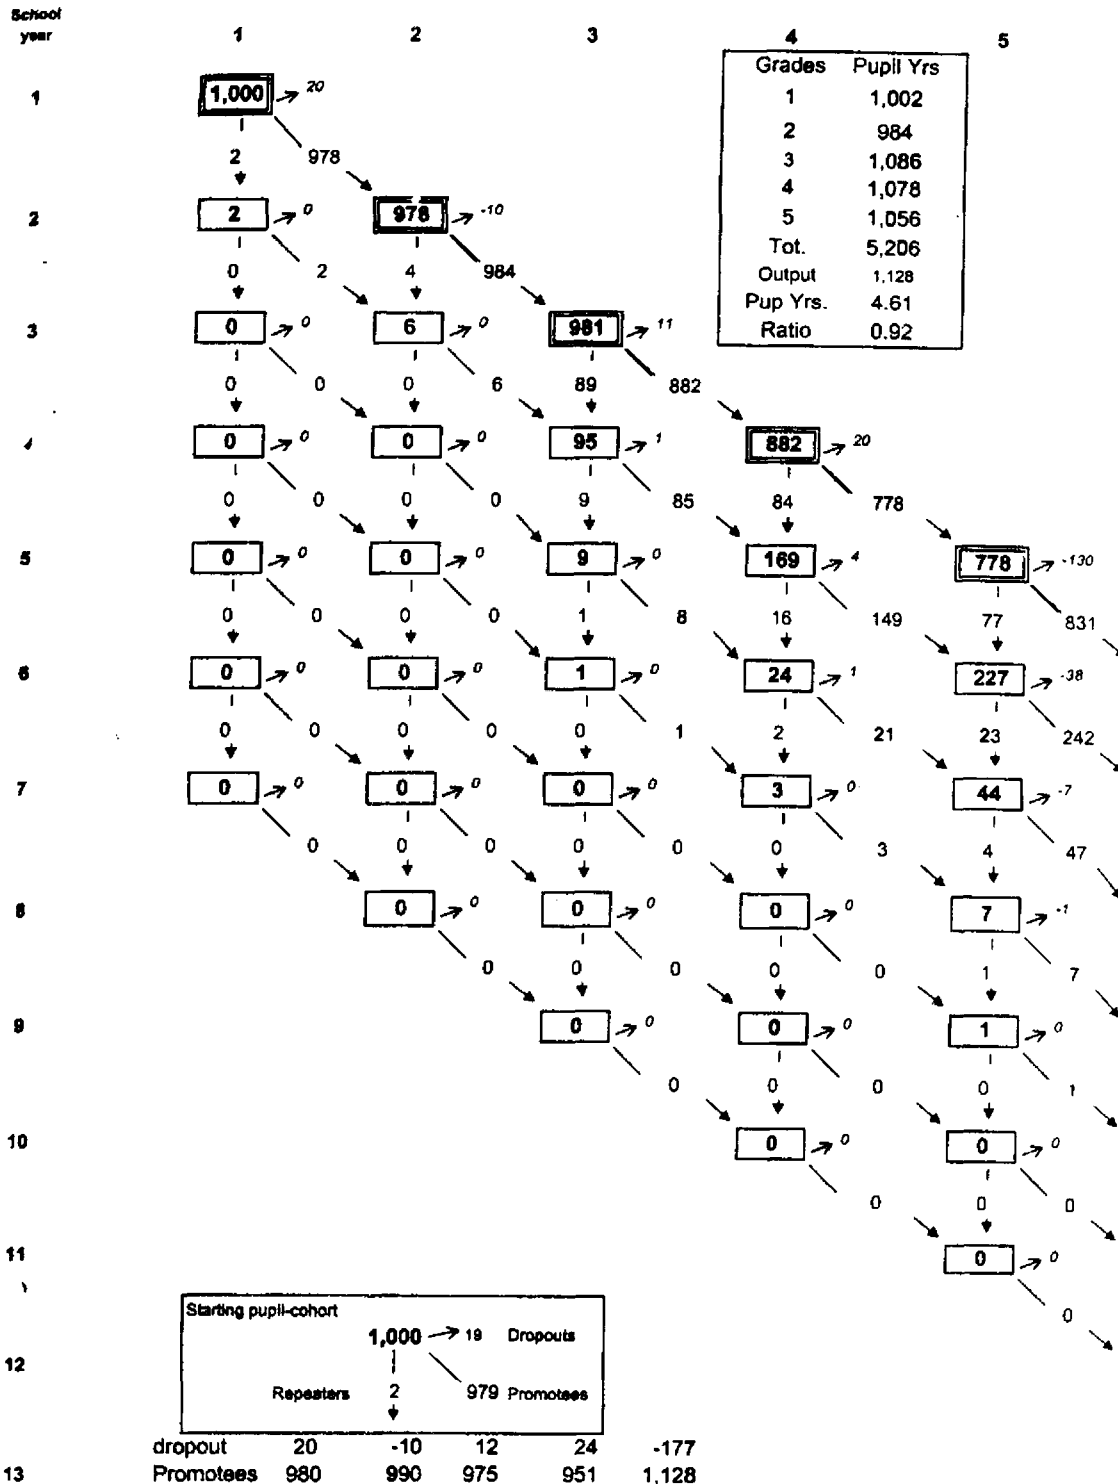 School
year 1 2 3 4 5
Grades Pupil Yrs
1 1,000 20 1 1,002
2 984
2 978 3 1,086
4 1,078
2 2 0 978 -10 5 1,056
Tot. 5,206
0 2 4 984 Output 1,128
Pup Yrs. 4.61
3 0 0 6 0 981 11 Ratio 0.92
0 0 0 6 89 882
0 0 0 0 95 1 882 20
0 0 0 0 9 85 84 778
5 0 0 0 0 9 0 169 4 778 -130
0 0 0 0 1 8 16 149 77 831
6 0 0 0 0 1 0 24 1 227 -38
0 0 0 0 0 1 2 21 23 242
7 0 0 0 0 0 0 3 0 44 -7
0 0 0 0 0 0 3 4 47
8 0 0 0 0 0 0 7 -1
0 0 0 0 0 1 7
9 0 0 0 0 1 0
0 0 0 0 1
10 0 0 0 0
0 0 0
11 0 0
Starting pupil-cohort
0
1,000 19 Dropouts
12
Repeaters 2 979 Promotees
dropout 20 -10 12 24 -177
13 Promotees 980 990 975 951 1,128